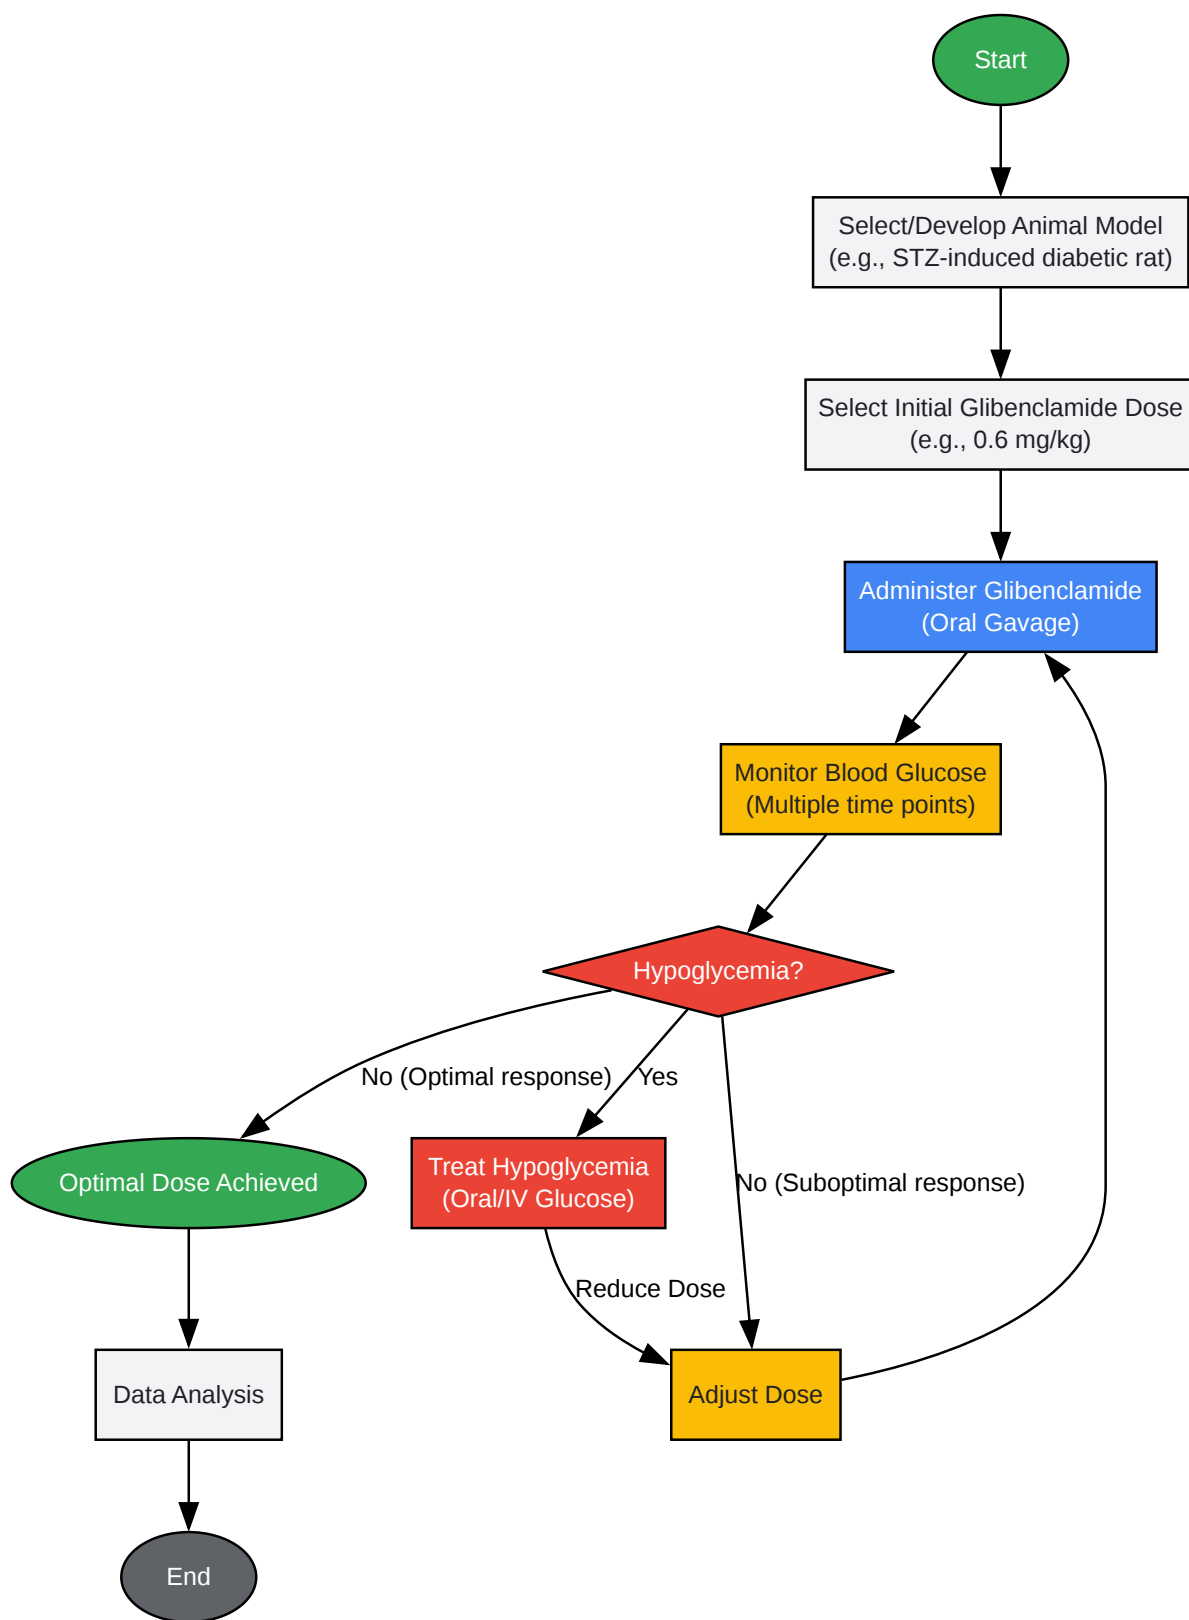 Start
Select/Develop Animal Model
(e.g., STZ-induced diabetic rat)
Select Initial Glibenclamide Dose
(e.g., 0.6 mg/kg)
Administer Glibenclamide
(Oral Gavage)
Monitor Blood Glucose
(Multiple time points)
Hypoglycemia?
No (Optimal response)
Yes
Optimal Dose Achieved
Treat Hypoglycemia
(Oral/IV Glucose)
No (Suboptimal response)
Reduce Dose
Data Analysis
Adjust Dose
End